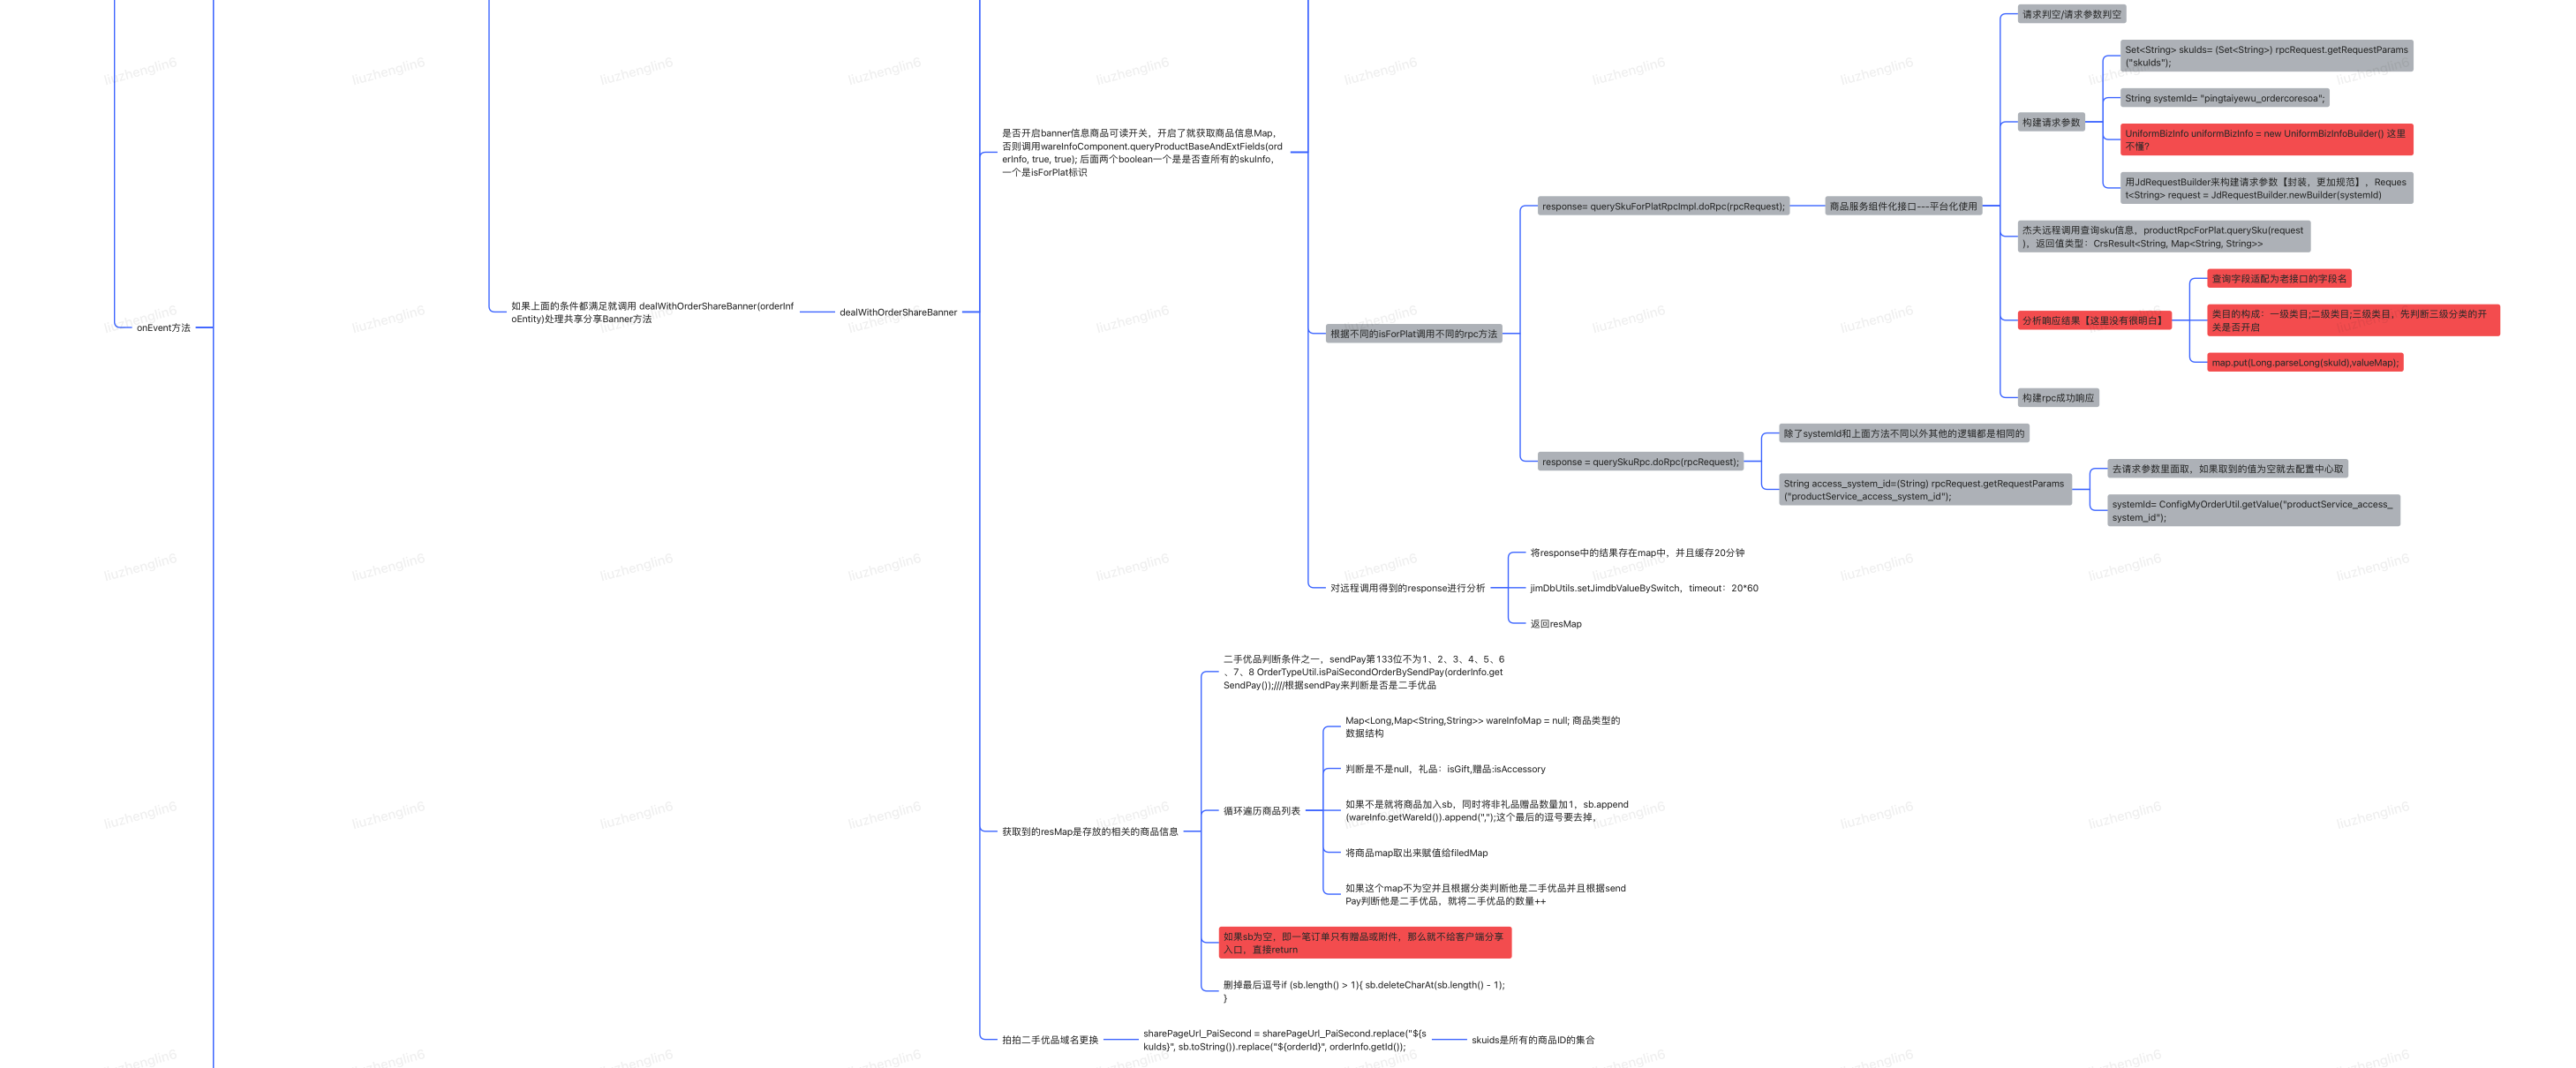 onEvent方法
如果上面的条件都满足就调用 dealWithOrderShareBanner(orderInf
oEntity)处理共享分享Banner方法
dealWithOrderShareBanner
是否开启banner信息商品可读开关，开启了就获取商品信息Map，
否则调用wareInfoComponent.queryProductBaseAndExtFields(ord
erInfo, true, true); 后面两个boolean一个是是否查所有的skuInfo，
一个是isForPlat标识
根据不同的isForPlat调用不同的rpc方法
response= querySkuForPlatRpcImpl.doRpc(rpcRequest);
商品服务组件化接口---平台化使用
请求判空/请求参数判空
构建请求参数
Set<String> skuIds= (Set<String>) rpcRequest.getRequestParams
("skuIds");
String systemId= "pingtaiyewu_ordercoresoa";
UniformBizInfo uniformBizInfo = new UniformBizInfoBuilder() 这里
不懂?
用JdRequestBuilder来构建请求参数【封装，更加规范】，Reques
t<String> request = JdRequestBuilder.newBuilder(systemId)
杰夫远程调用查询sku信息，productRpcForPlat.querySku(request
)，返回值类型：CrsResult<String, Map<String, String>>
分析响应结果【这里没有很明白】
查询字段适配为老接口的字段名
类目的构成：一级类目;二级类目;三级类目，先判断三级分类的开
关是否开启
map.put(Long.parseLong(skuId),valueMap);
构建rpc成功响应
response = querySkuRpc.doRpc(rpcRequest);
除了systemId和上面方法不同以外其他的逻辑都是相同的
String access_system_id=(String) rpcRequest.getRequestParams
("productService_access_system_id");
去请求参数里面取，如果取到的值为空就去配置中心取
systemId= ConfigMyOrderUtil.getValue("productService_access_
system_id");
对远程调用得到的response进行分析
将response中的结果存在map中，并且缓存20分钟
jimDbUtils.setJimdbValueBySwitch，timeout：20*60
返回resMap
获取到的resMap是存放的相关的商品信息
二手优品判断条件之一，sendPay第133位不为1、2、3、4、5、6
、7、8 OrderTypeUtil.isPaiSecondOrderBySendPay(orderInfo.get
SendPay());////根据sendPay来判断是否是二手优品
循环遍历商品列表
Map<Long,Map<String,String>> wareInfoMap = null; 商品类型的
数据结构
判断是不是null，礼品：isGift,赠品:isAccessory
如果不是就将商品加入sb，同时将非礼品赠品数量加1，sb.append
(wareInfo.getWareId()).append(",");这个最后的逗号要去掉，
将商品map取出来赋值给filedMap
如果这个map不为空并且根据分类判断他是二手优品并且根据send
Pay判断他是二手优品，就将二手优品的数量++
如果sb为空，即一笔订单只有赠品或附件，那么就不给客户端分享
入口，直接return
删掉最后逗号if (sb.length() > 1){ sb.deleteCharAt(sb.length() - 1);
}
拍拍二手优品域名更换
sharePageUrl_PaiSecond = sharePageUrl_PaiSecond.replace("${s
kuIds}", sb.toString()).replace("${orderId}", orderInfo.getId());
skuids是所有的商品ID的集合
liuzhenglin6